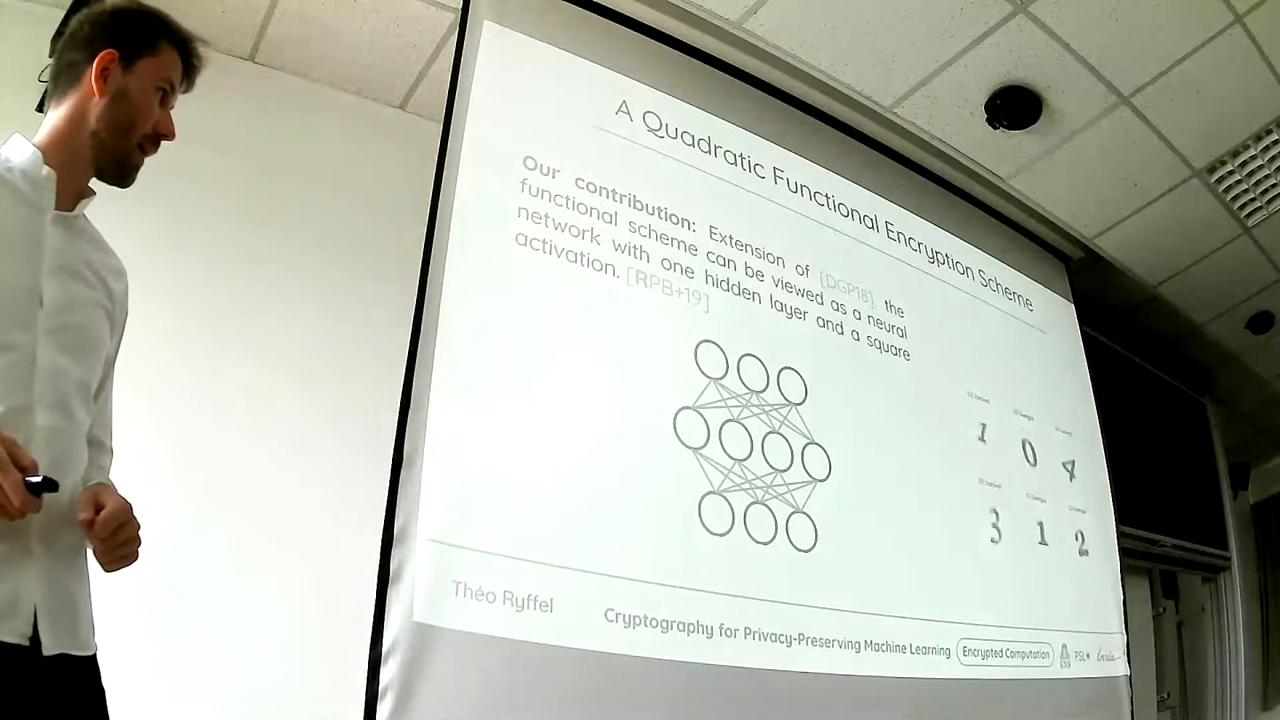 A Quadratic Functional Encryption Scheme
Our contribution: Extension of [DGP18], the
functional scheme can be viewed as a neural
network with one hidden layer and a square
activation. [RPB+19]
1 0 4
3 1 2
Théo Ryffel
Cryptography for Privacy-Preserving Machine Learning
Encrypted Computation
ENS
PSL
Inria